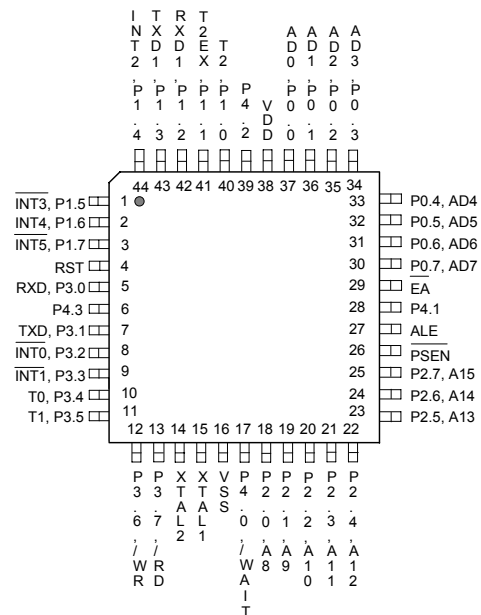 INT2, P1.4
TXD1, P1.3
RXD1, P1.2
T2EX, P1.1
T2, P1.0
P4.2
VDD
AD0, P0.0
AD1, P0.1
AD2, P0.2
AD3, P0.3
44 43 42 41 40 39 38 37 36 35 34
INT3, P1.5 1
INT4, P1.6 2
INT5, P1.7 3
RST 4
RXD, P3.0 5
P4.3 6
TXD, P3.1 7
INT0, P3.2 8
INT1, P3.3 9
T0, P3.4 10
T1, P3.5 11
33 P0.4, AD4
32 P0.5, AD5
31 P0.6, AD6
30 P0.7, AD7
29 EA
28 P4.1
27 ALE
26 PSEN
25 P2.7, A15
24 P2.6, A14
23 P2.5, A13
12 13 14 15 16 17 18 19 20 21 22
P3.6, /WR
P3.7, /RD
XTAL2
XTAL1
VSS
P4.0, /WAIT
P2.0, A8
P2.1, A9
P2.2, A10
P2.3, A11
P2.4, A12